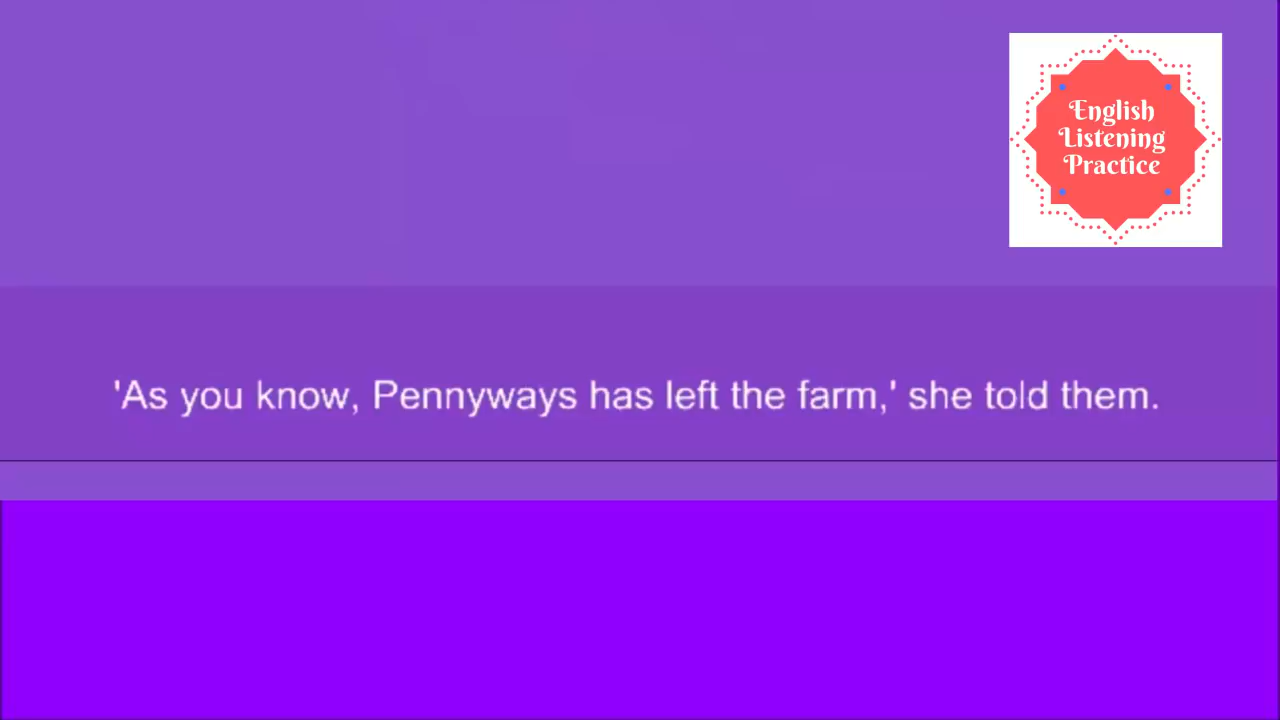 English
Listening
Practice
'As you know, Pennyways has left the farm,' she told them.